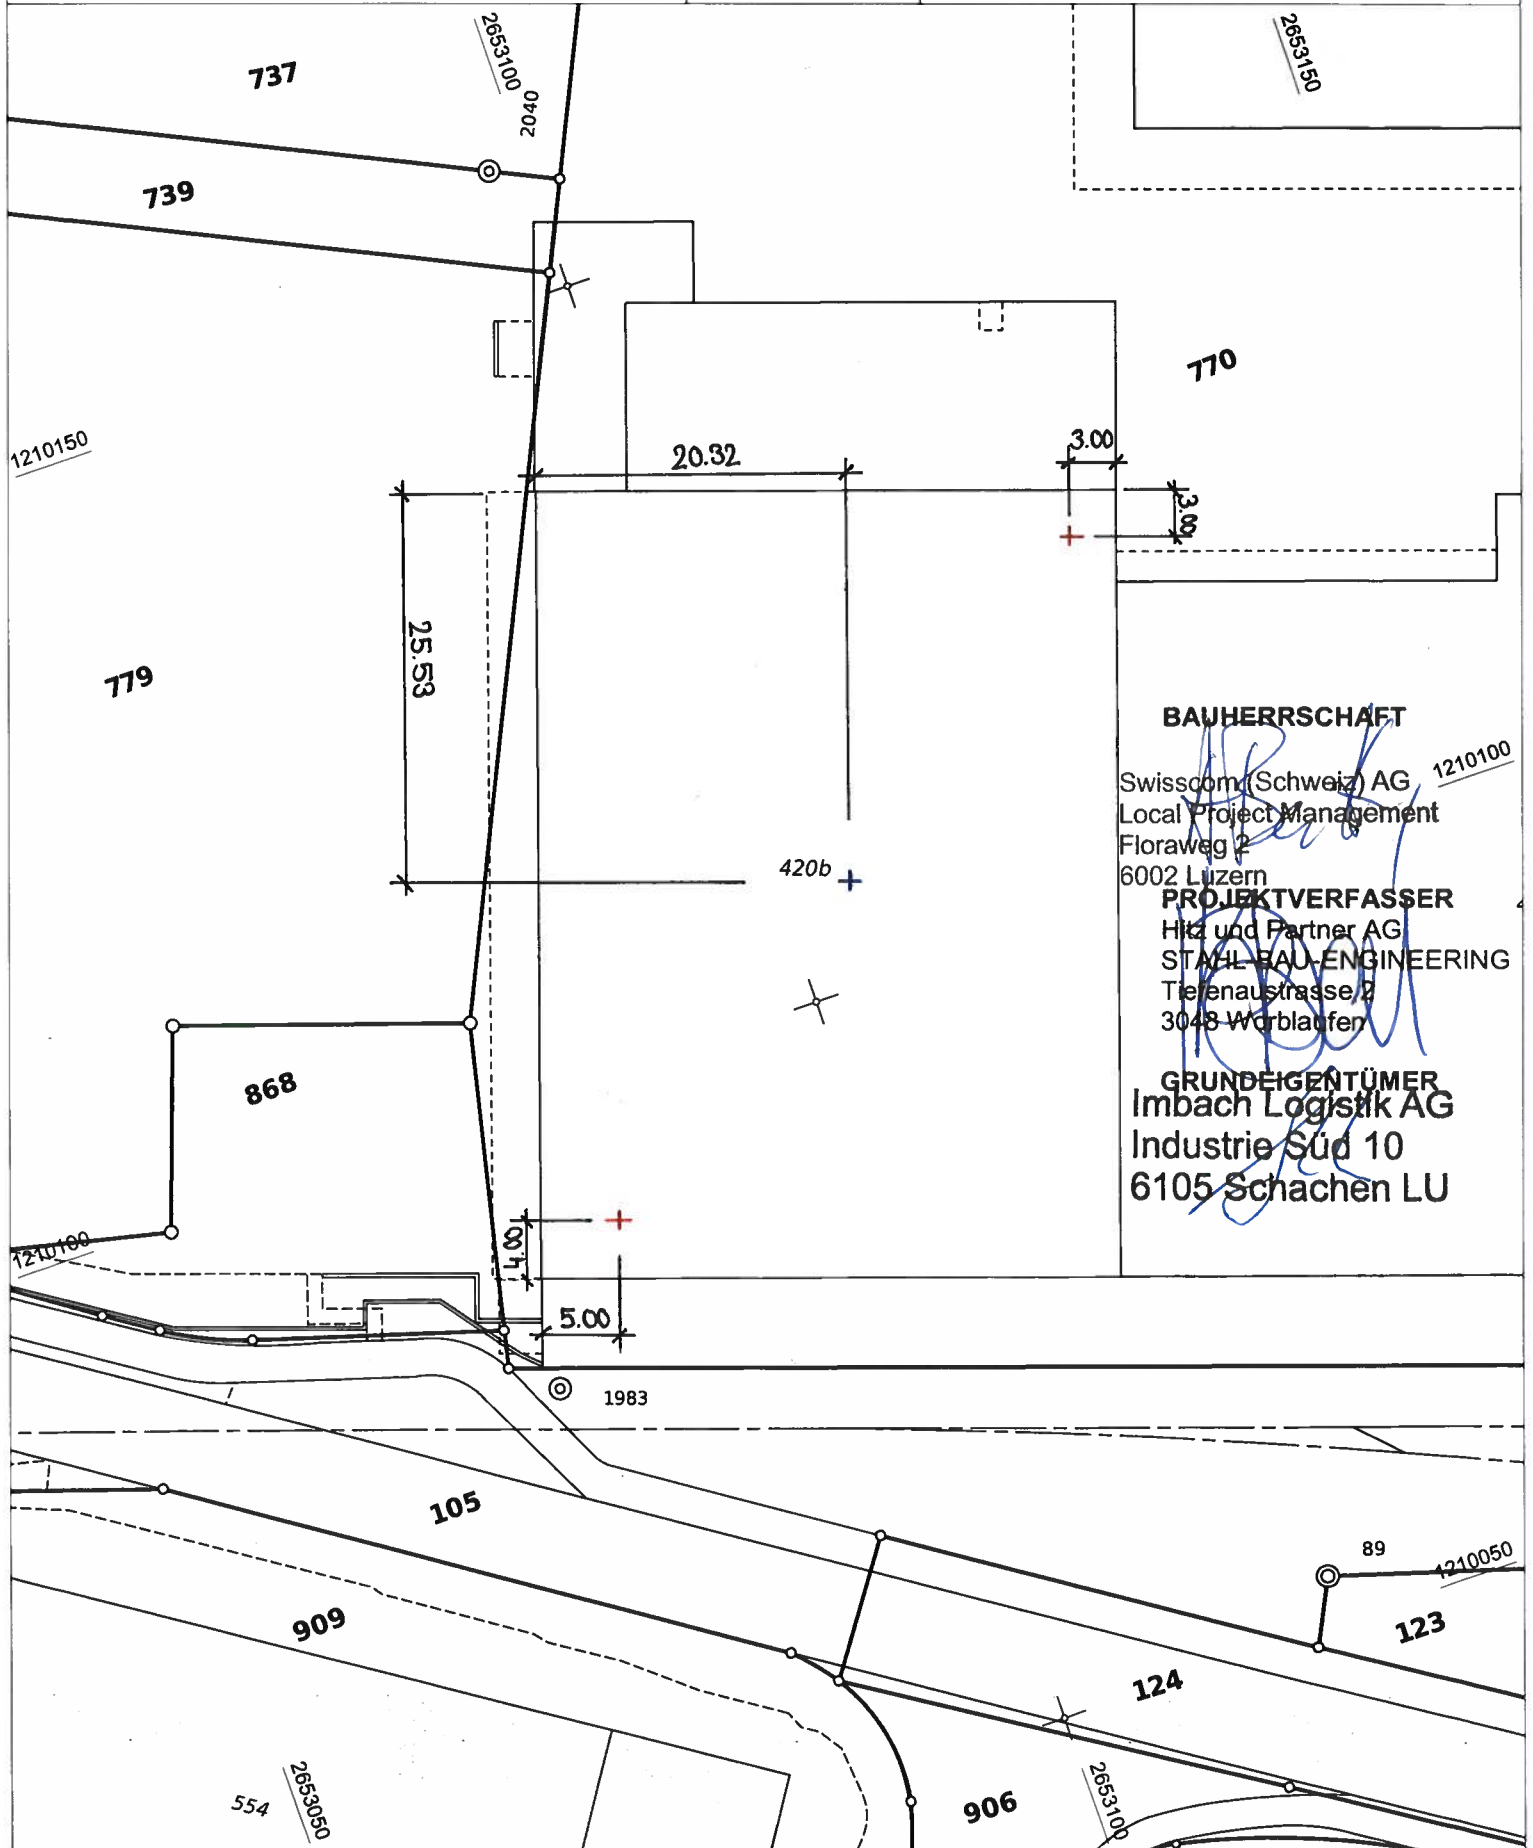 2653100
2653150
737
2040
739
770
1210150
20.32
3.00
3.00
25.53
779
BAUHERRSCHAFT
Swisscom (Schweiz) AG
Local Project Management
Floraweg 2
6002 Luzern
1210100
420b
PROJEKTVERFASSER
Hitz und Partner AG
STAHL-BAU-ENGINEERING
Tiefenaustrasse 2
3048 Worblaufen
868
GRUNDEIGENTÜMER
Imbach Logistik AG
Industrie Süd 10
6105 Schachen LU
1210100
4.00
5.00
1983
105
89
1210050
909
123
124
554
2653050
906
2653100